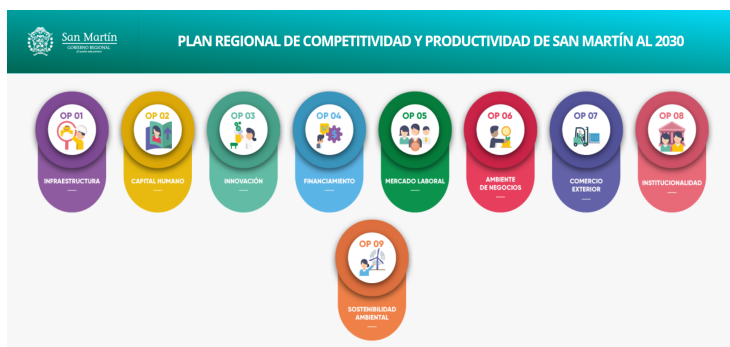 San Martín
GOBIERNO REGIONAL
PLAN REGIONAL DE COMPETITIVIDAD Y PRODUCTIVIDAD DE SAN MARTÍN AL 2030
OP 01
INFRAESTRUCTURA
OP 02
CAPITAL HUMANO
OP 03
INNOVACIÓN
OP 04
FINANCIAMIENTO
OP 05
MERCADO LABORAL
OP 06
AMBIENTE
DE NEGOCIOS
OP 07
COMERCIO
EXTERIOR
OP 08
INSTITUCIONALIDAD
OP 09
SOSTENIBILIDAD
AMBIENTAL